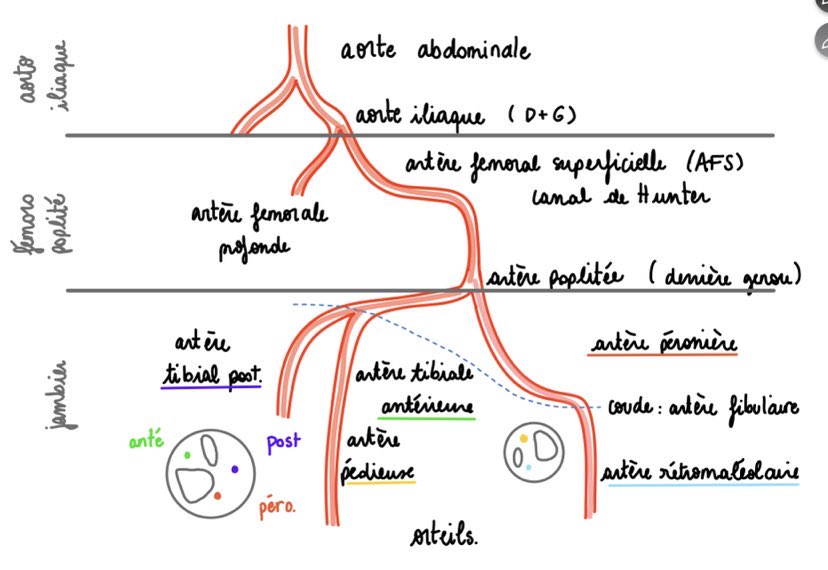 aorto
iliaque
aorte abdominale
aorte iliaque (D+G)
fémoro
poplité
artère fémoral superficielle (AFS)
canal de Hunter
artère femorale
profonde
artère poplitée (derrière genou)
jambier
artère
tibial post.
artère tibiale
antérieure
artère péronière
coude : artère fibulaire
anté
post
péro.
artère
pédieuse
artère rétromaléolaire
orteils.